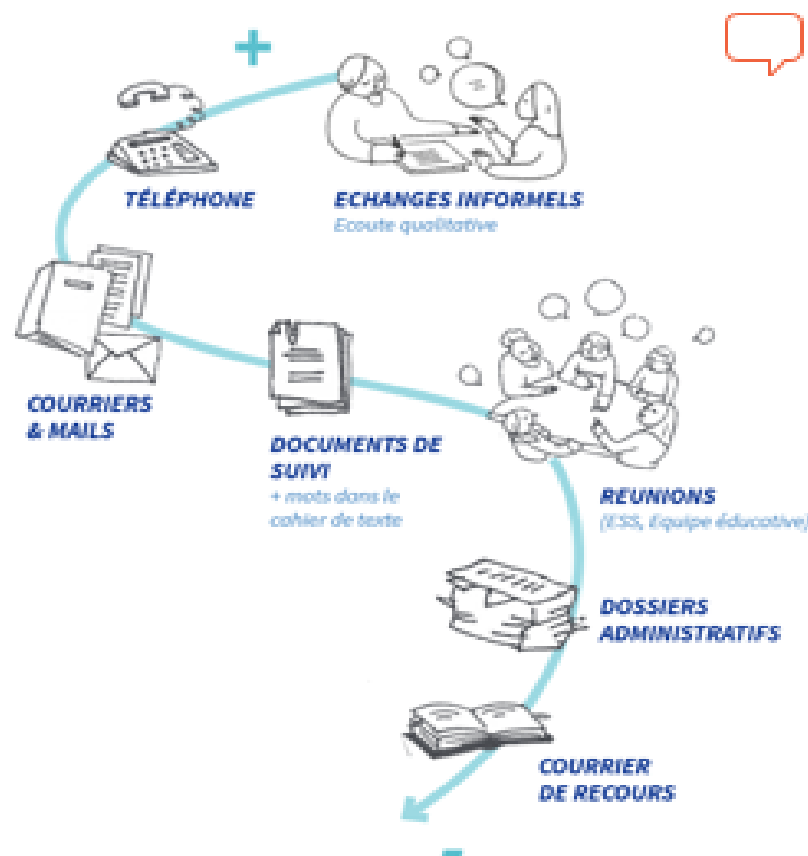 +
TÉLÉPHONE
ECHANGES INFORMELS
Ecoute qualitative
COURRIERS
& MAILS
DOCUMENTS DE
SUIVI
+ mots dans le
cahier de texte
REUNIONS
(ESS, Equipe éducative)
DOSSIERS
ADMINISTRATIFS
COURRIER
DE RECOURS
-